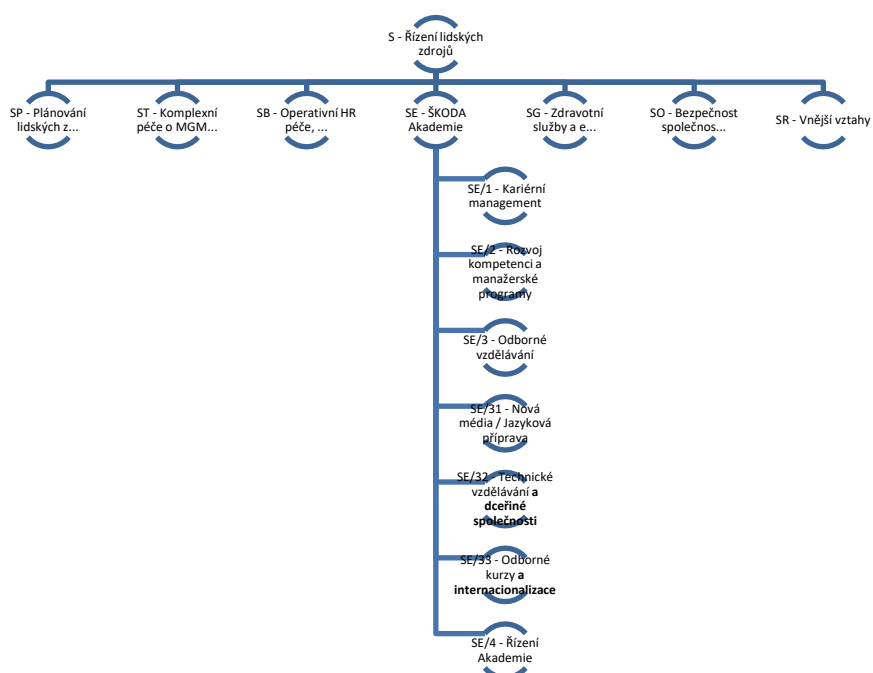 S - Řízení lidských
zdrojů
SP - Plánování
lidských z...
ST - Komplexní
péče o MGM...
SB - Operativní HR
péče, ...
SE - ŠKODA
Akademie
SG - Zdravotní
služby a e...
SO - Bezpečnost
společnos...
SR - Vnější vztahy
SE/1 - Kariérní
management
SE/2 - Rozvoj
kompetenci a
manažerské
programy
SE/3 - Odborné
vzdělávání
SE/31 - Nová
média / Jazyková
příprava
SE/32 - Technické
vzdělávání a
dceřiné
společnosti
SE/33 - Odborné
kurzy a
internacionalizace
SE/4 - Řízení
Akademie